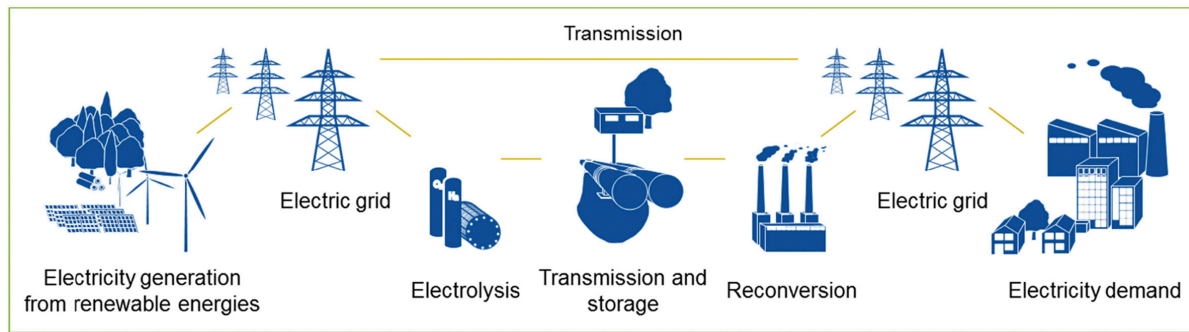 Transmission
Electric grid
Electric grid
Electricity generation
from renewable energies
Electrolysis
Transmission and
storage
Reconversion
Electricity demand